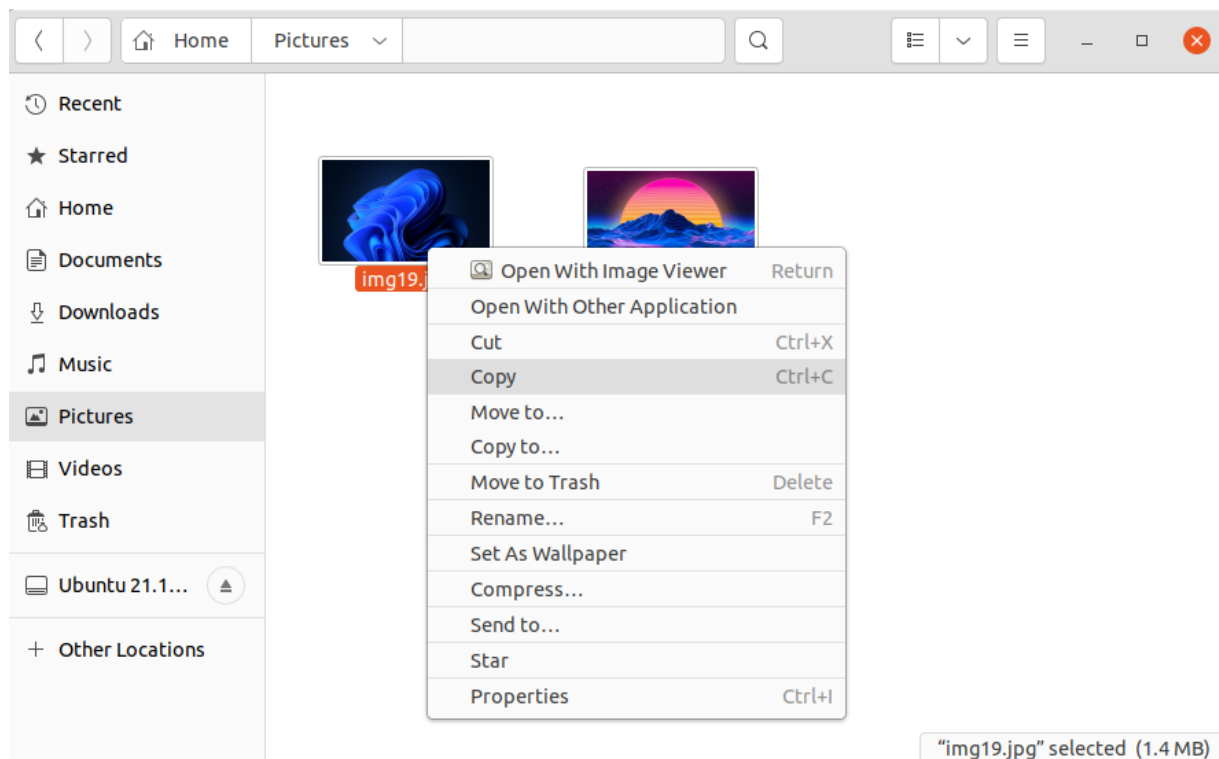 Home Pictures
Recent
Starred
Home
Documents
Downloads
Music
Pictures
Videos
Trash
Ubuntu 21.1…
Other Locations
img19.j
Open With Image Viewer Return
Open With Other Application
Cut Ctrl+X
Copy Ctrl+C
Move to…
Copy to…
Move to Trash Delete
Rename… F2
Set As Wallpaper
Compress…
Send to…
Star
Properties Ctrl+I
“img19.jpg” selected (1.4 MB)